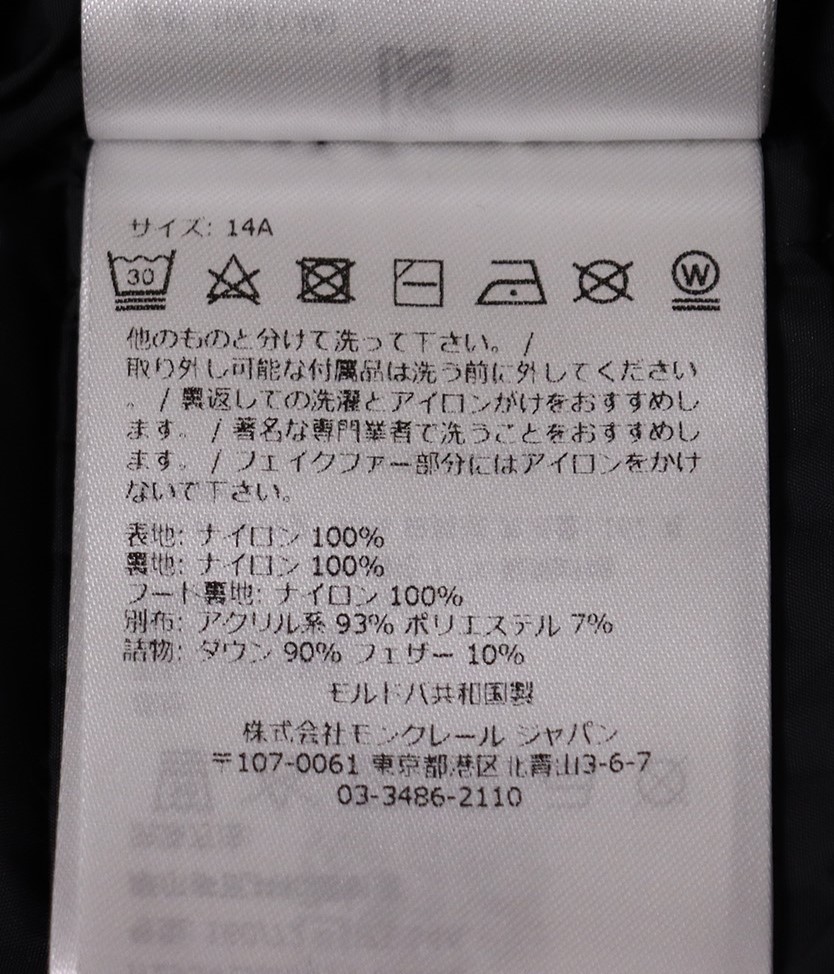 サイズ: 14A
30
W
他のものと分けて洗って下さい。 /
取り外し可能な付属品は洗う前に外してください
。 / 裏返しての洗濯とアイロンがけをおすすめし
ます。 / 著名な専門業者で洗うことをおすすめし
ます。 / フェイクファー部分にはアイロンをかけ
ないで下さい。
表地: ナイロン 100%
裏地: ナイロン 100%
フード裏地: ナイロン 100%
別布: アクリル系 93% ポリエステル 7%
詰物: ダウン 90% フェザー 10%
モルドバ共和国製
株式会社モンクレール ジャパン
〒107-0061 東京都港区北青山3-6-7
03-3486-2110